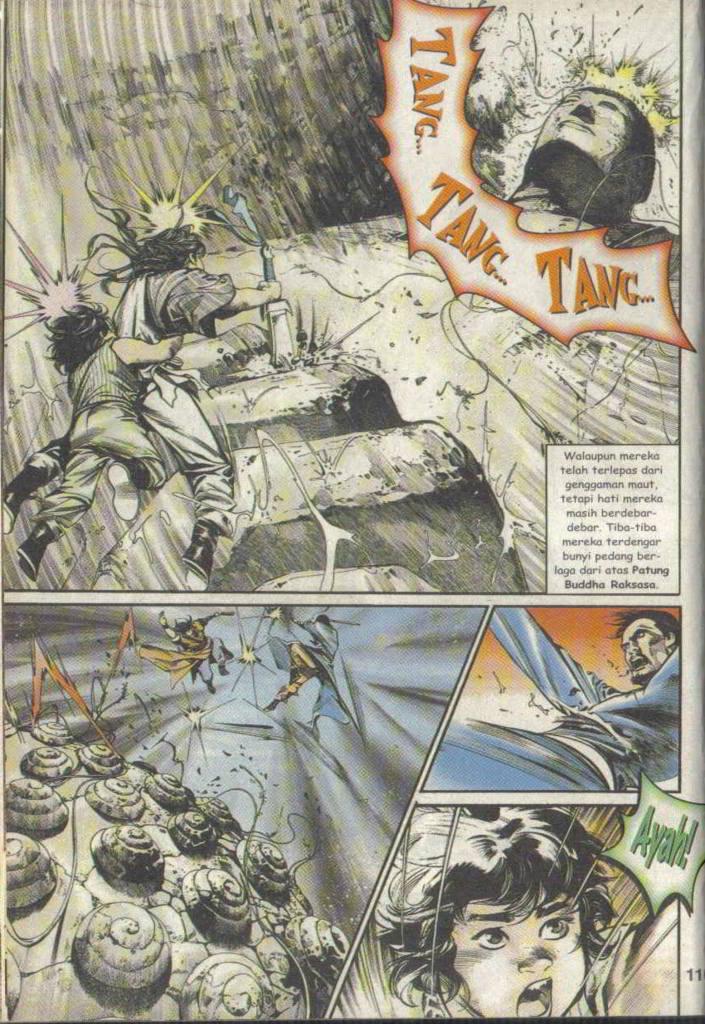 TANG...
TANG...
TANG...
Walaupun mereka
telah terlepas dari
genggaman maut,
tetapi hati mereka
masih berdebar-
debar. Tiba-tiba
mereka terdengar
bunyi pedang ber-
laga dari atas Patung
Buddha Raksasa.
Ayah!